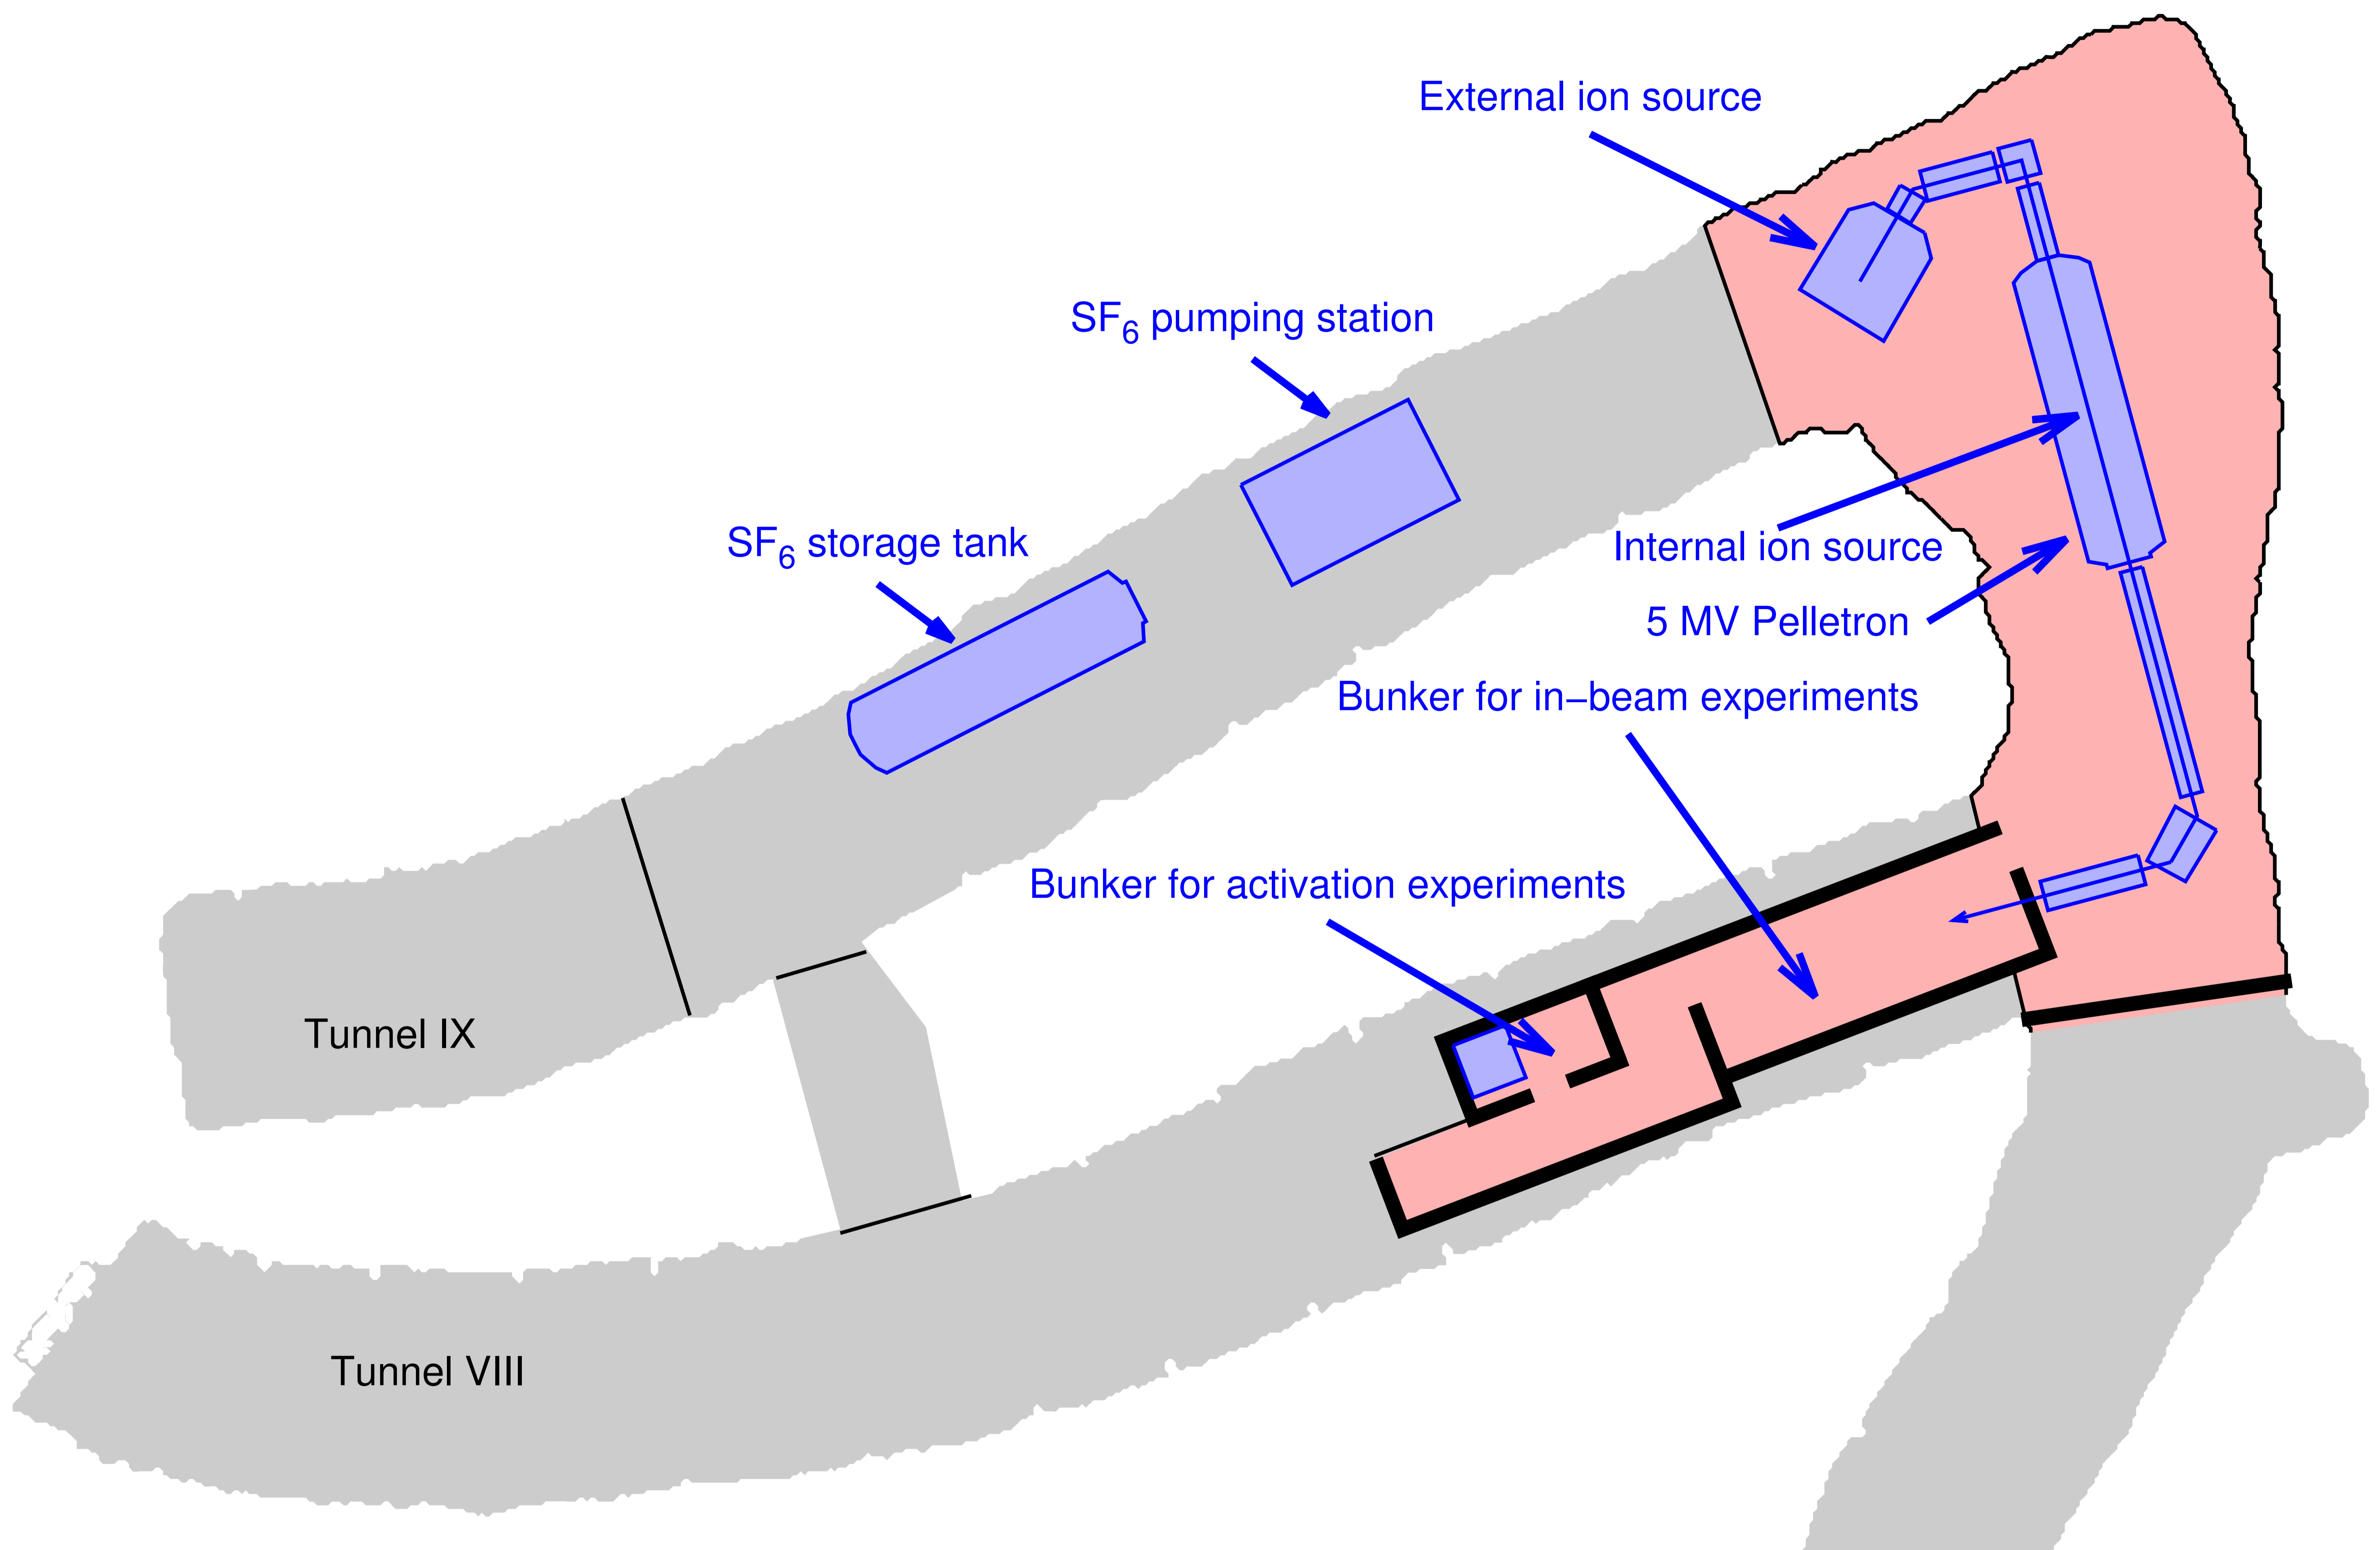 External ion source
SF6 pumping station
SF6 storage tank
Internal ion source
5 MV Pelletron
Bunker for in−beam experiments
Bunker for activation experiments
Tunnel IX
Tunnel VIII